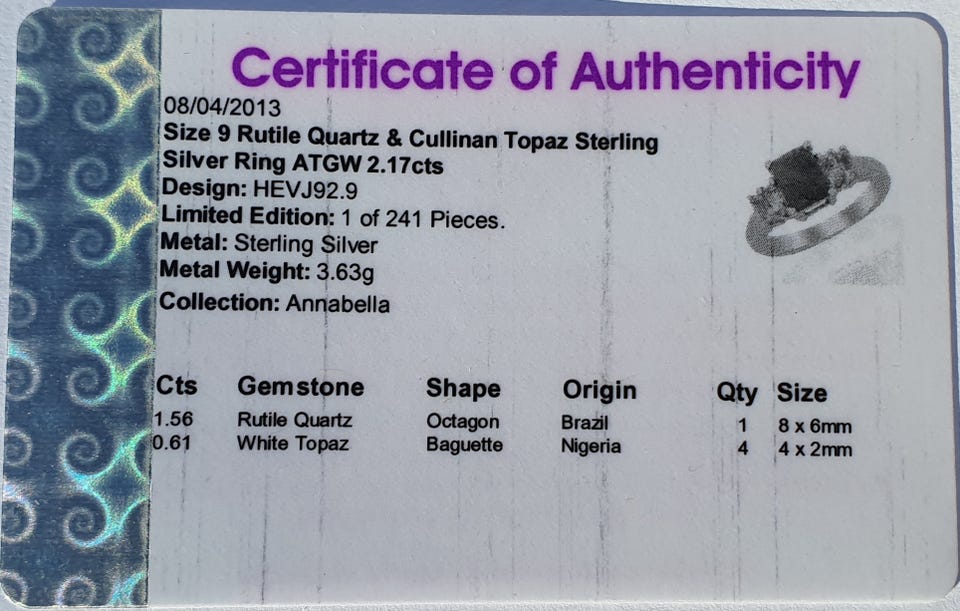 Certificate of Authenticity
08/04/2013
Size 9 Rutile Quartz & Cullinan Topaz Sterling
Silver Ring ATGW 2.17cts
Design: HEVJ92.9
Limited Edition: 1 of 241 Pieces.
Metal: Sterling Silver
Metal Weight: 3.63g
Collection: Annabella
Cts Gemstone Shape Origin Qty Size
1.56 Rutile Quartz Octagon Brazil 1 8 x 6mm
0.61 White Topaz Baguette Nigeria 4 4 x 2mm